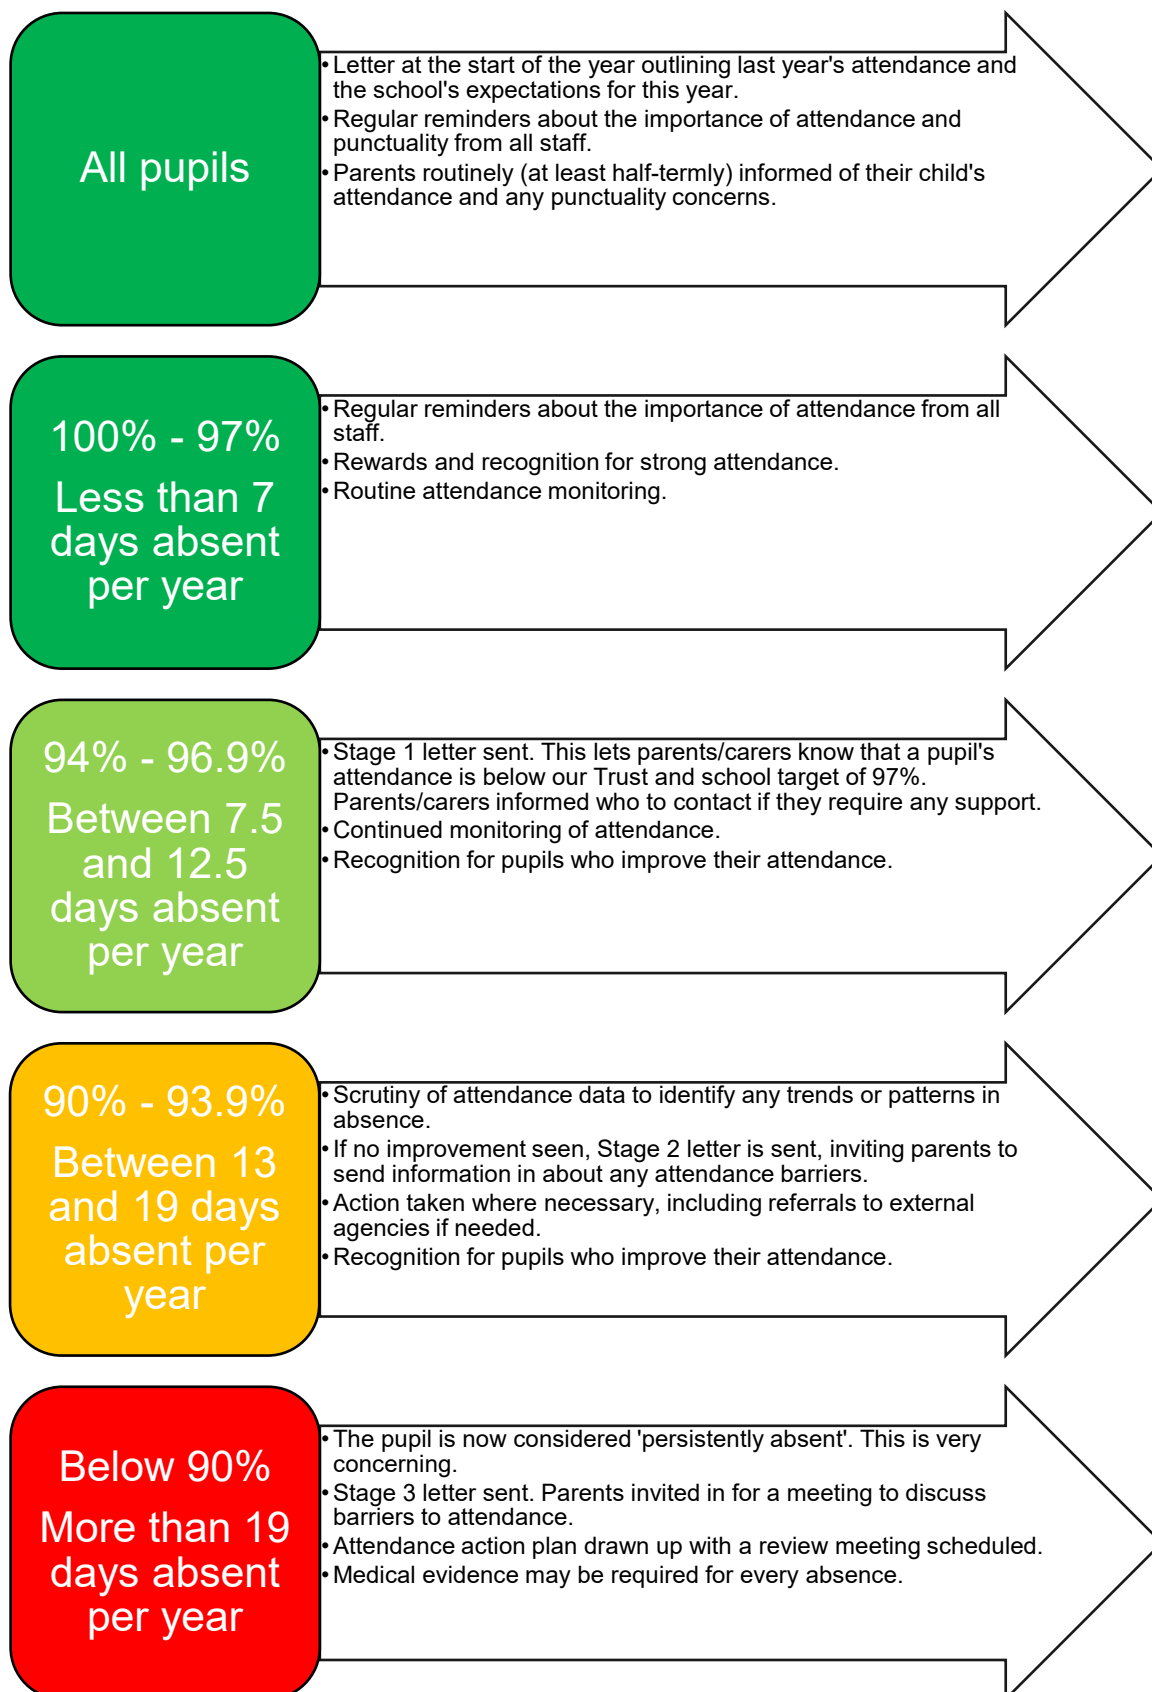 All pupils
• Letter at the start of the year outlining last year's attendance and
the school's expectations for this year.
• Regular reminders about the importance of attendance and
punctuality from all staff.
• Parents routinely (at least half-termly) informed of their child's
attendance and any punctuality concerns.
100% - 97%
Less than 7
days absent
per year
• Regular reminders about the importance of attendance from all
staff.
• Rewards and recognition for strong attendance.
• Routine attendance monitoring.
94% - 96.9%
Between 7.5
and 12.5
days absent
per year
• Stage 1 letter sent. This lets parents/carers know that a pupil's
attendance is below our Trust and school target of 97%.
Parents/carers informed who to contact if they require any support.
• Continued monitoring of attendance.
• Recognition for pupils who improve their attendance.
90% - 93.9%
Between 13
and 19 days
absent per
year
• Scrutiny of attendance data to identify any trends or patterns in
absence.
• If no improvement seen, Stage 2 letter is sent, inviting parents to
send information in about any attendance barriers.
• Action taken where necessary, including referrals to external
agencies if needed.
• Recognition for pupils who improve their attendance.
Below 90%
More than 19
days absent
per year
• The pupil is now considered 'persistently absent'. This is very
concerning.
• Stage 3 letter sent. Parents invited in for a meeting to discuss
barriers to attendance.
• Attendance action plan drawn up with a review meeting scheduled.
• Medical evidence may be required for every absence.